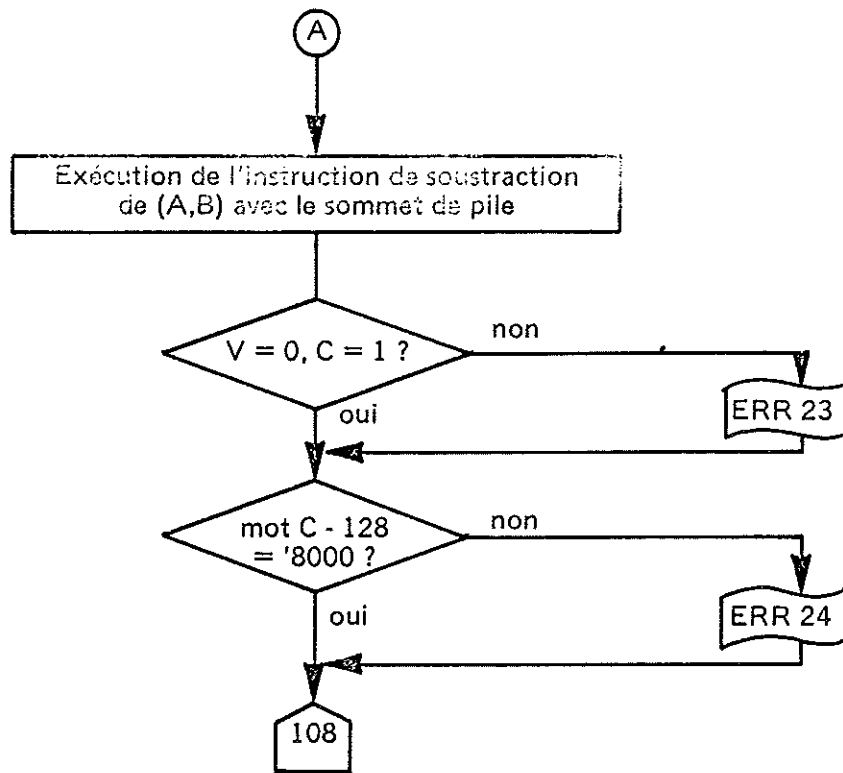 A
Exécution de l'instruction de soustraction
de (A,B) avec le sommet de pile
V = 0, C = 1 ?
non
ERR 23
oui
mot C - 128
= '8000 ?
non
ERR 24
oui
108